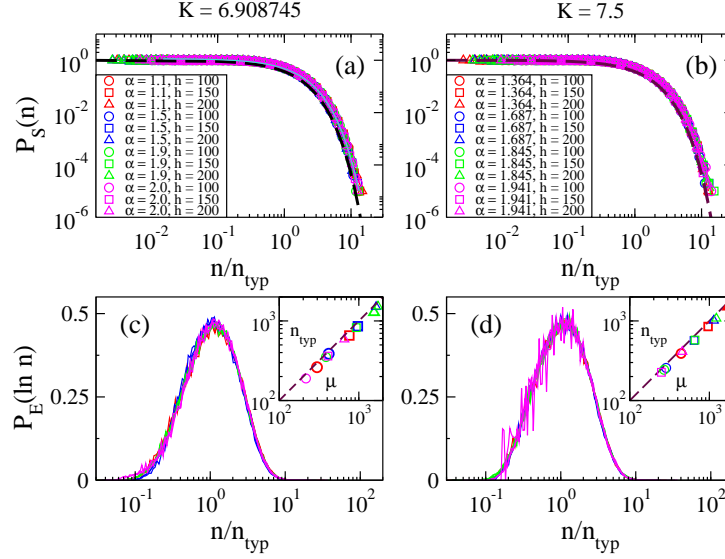 K = 6.908745
K = 7.5
P_S(n)
10^0
10^-2
10^-4
10^-6
(a)
α = 1.1, h = 100
α = 1.1, h = 150
α = 1.1, h = 200
α = 1.5, h = 100
α = 1.5, h = 150
α = 1.5, h = 200
α = 1.9, h = 100
α = 1.9, h = 150
α = 1.9, h = 200
α = 2.0, h = 100
α = 2.0, h = 150
α = 2.0, h = 200
10^-2 10^-1 10^0 10^1
n/n_typ
10^0
10^-2
10^-4
10^-6
(b)
α = 1.364, h = 100
α = 1.364, h = 150
α = 1.364, h = 200
α = 1.687, h = 100
α = 1.687, h = 150
α = 1.687, h = 200
α = 1.845, h = 100
α = 1.845, h = 150
α = 1.845, h = 200
α = 1.941, h = 100
α = 1.941, h = 150
α = 1.941, h = 200
10^-2 10^-1 10^0 10^1
n/n_typ
P_E(ln n)
0.5
0.25
0
(c)
n_typ
10^3
10^2
μ
10^2 10^3
10^-1 10^0 10^1 10^2
n/n_typ
0.5
0.25
0
(d)
n_typ
10^3
10^2
μ
10^2 10^3
10^-1 10^0 10^1 10^2
n/n_typ